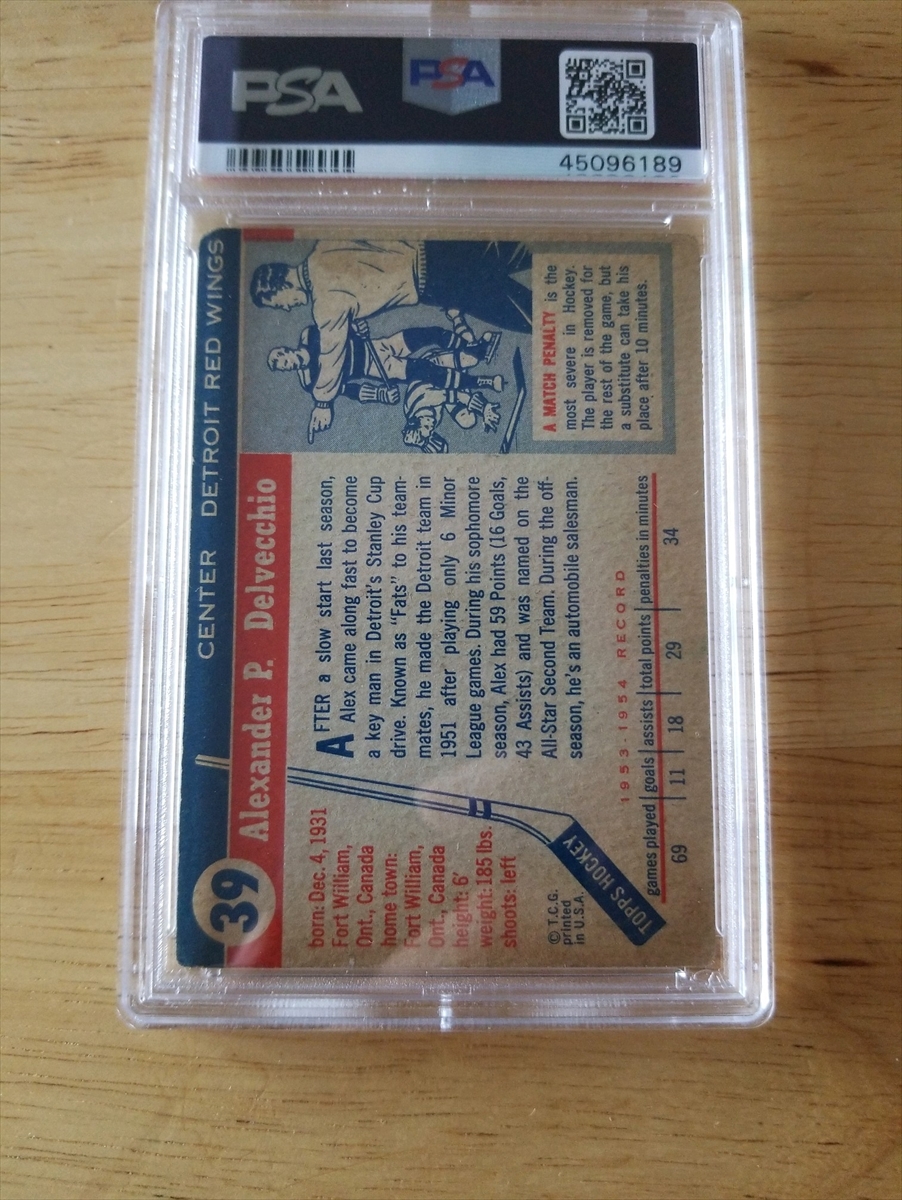 PSA
PSA
45096189
CENTER DETROIT RED WINGS
39
Alexander P. Delvecchio
born: Dec. 4, 1931
Fort William,
Ont., Canada
home town:
Fort William,
Ont., Canada
height: 6'
weight: 185 lbs.
shoots: left
© T.C.G.
printed
in U.S.A.
TOPPS HOCKEY
AFTER a slow start last season,
Alex came along fast to become
a key man in Detroit's Stanley Cup
drive. Known as "Fats" to his team-
mates, he made the Detroit team in
1951 after playing only 6 Minor
League games. During his sophomore
season, Alex had 59 Points (16 Goals,
43 Assists) and was named on the
All-Star Second Team. During the off-
season, he's an automobile salesman.
A MATCH PENALTY is the
most severe in Hockey.
The player is removed for
the rest of the game, but
a substitute can take his
place after 10 minutes.
1953-1954 RECORD
games played goals assists total points penalties in minutes
69 11 18 29 34